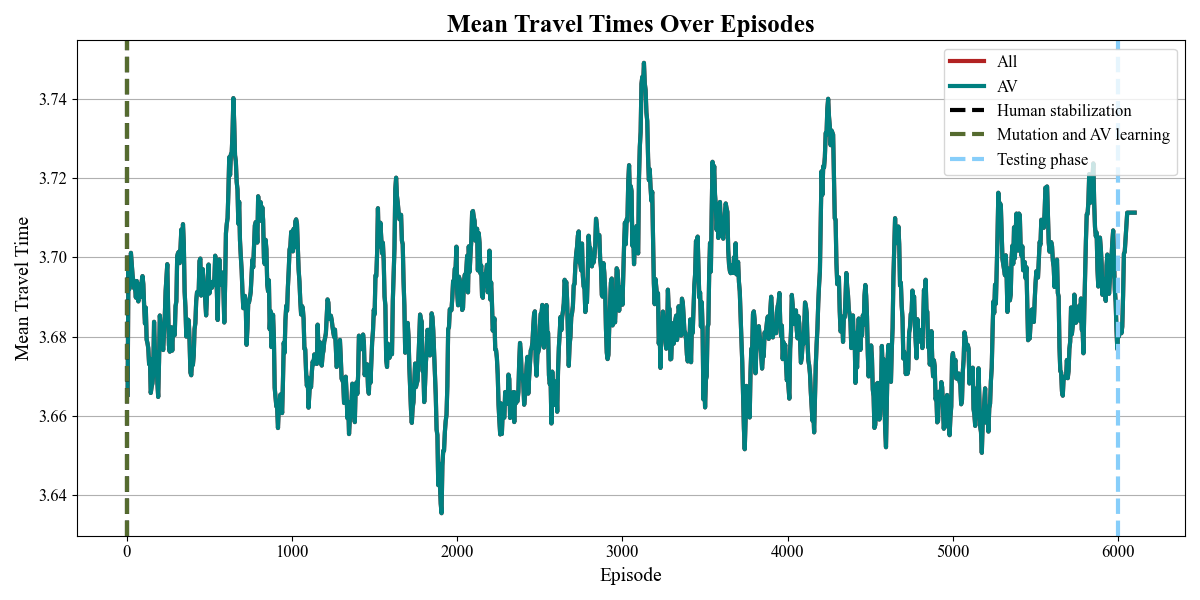 Mean Travel Times Over Episodes
All
AV
Human stabilization
Mutation and AV learning
Testing phase
Mean Travel Time
3.74
3.72
3.70
3.68
3.66
3.64
0
1000
2000
3000
4000
5000
6000
Episode